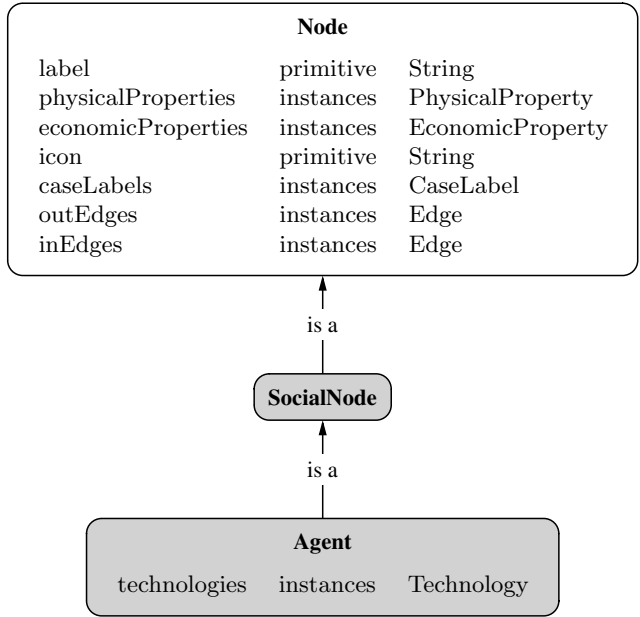 Node
label primitive String
physicalProperties instances PhysicalProperty
economicProperties instances EconomicProperty
icon primitive String
caseLabels instances CaseLabel
outEdges instances Edge
inEdges instances Edge
is a
SocialNode
is a
Agent
technologies instances Technology